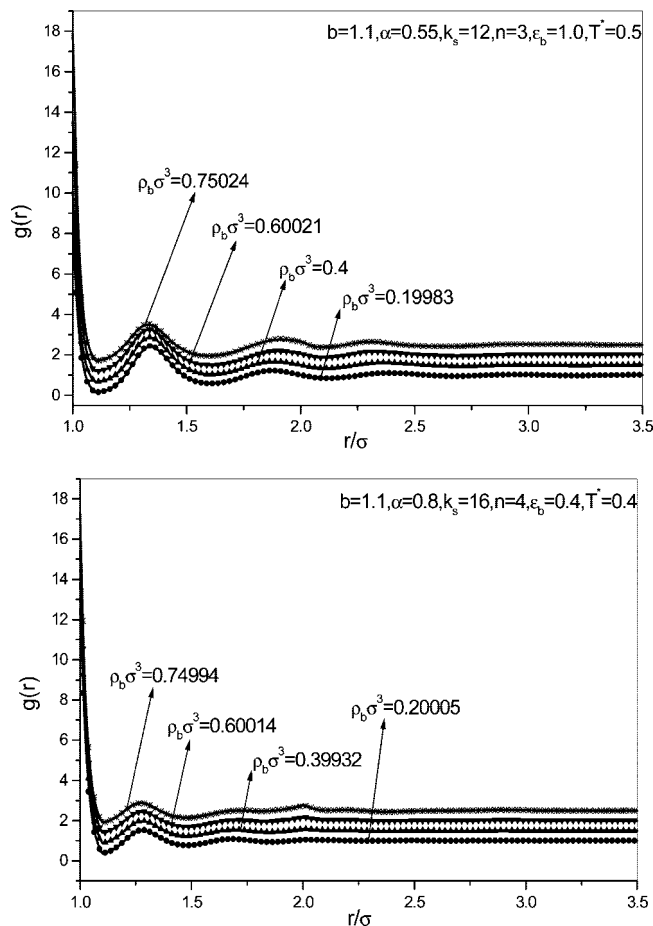 b=1.1,α=0.55,kₛ=12,n=3,ε_b=1.0,T*=0.5
18
16
14
12
10
8
6
4
2
0
g(r)
ρ_bσ³=0.75024
ρ_bσ³=0.60021
ρ_bσ³=0.4
ρ_bσ³=0.19983
1.0 1.5 2.0 2.5 3.0 3.5
r/σ
b=1.1,α=0.8,kₛ=16,n=4,ε_b=0.4,T*=0.4
18
16
14
12
10
8
6
4
2
0
g(r)
ρ_bσ³=0.74994
ρ_bσ³=0.60014
ρ_bσ³=0.39932
ρ_bσ³=0.20005
1.0 1.5 2.0 2.5 3.0 3.5
r/σ